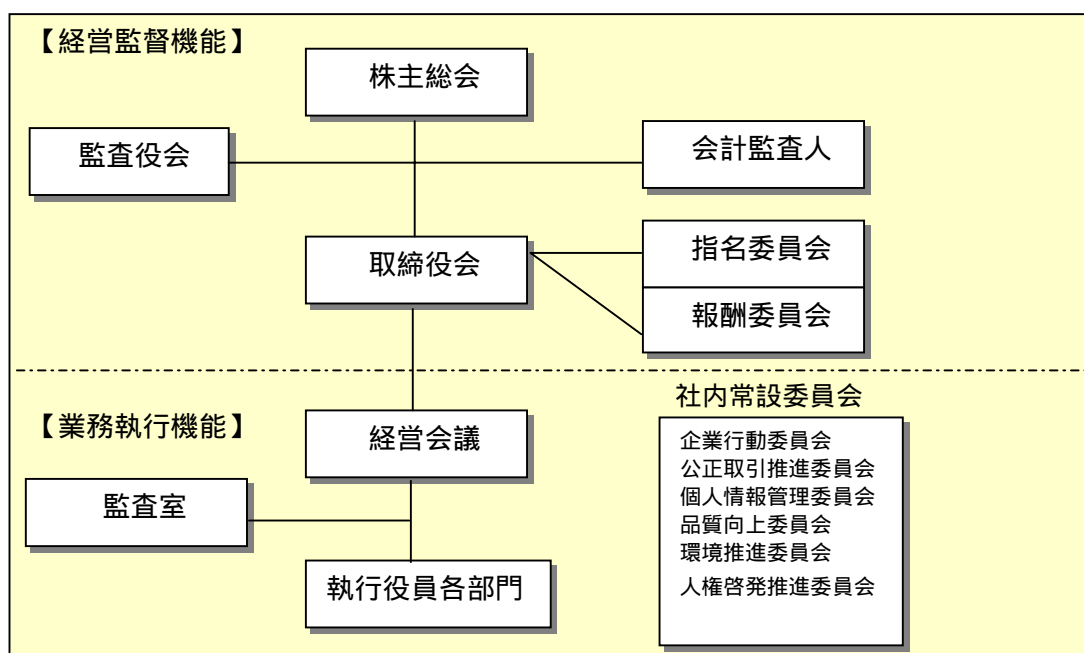 【経営監督機能】
株主総会
監査役会
会計監査人
取締役会
指名委員会
報酬委員会
【業務執行機能】
経営会議
監査室
執行役員各部門
社内常設委員会
企業行動委員会
公正取引推進委員会
個人情報管理委員会
品質向上委員会
環境推進委員会
人権啓発推進委員会